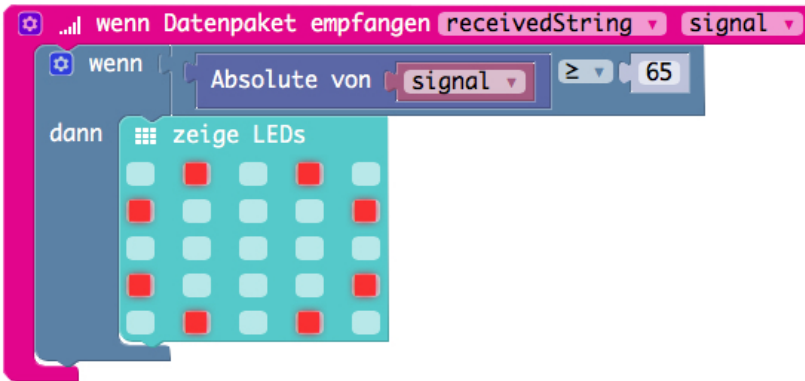 wenn Datenpaket empfangen receivedString signal
wenn Absolute von signal ≥ 65
dann zeige LEDs